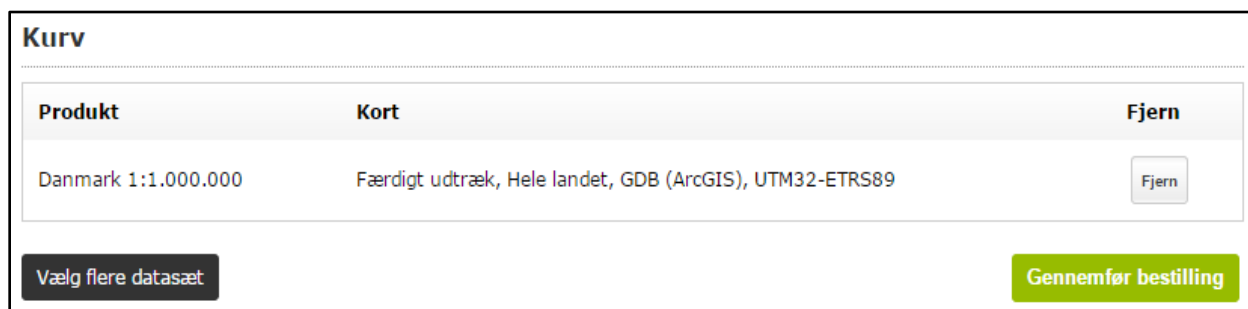 Kurv
Produkt Kort Fjern
Danmark 1:1.000.000 Færdigt udtræk, Hele landet, GDB (ArcGIS), UTM32-ETRS89 Fjern
Vælg flere datasæt Gennemfør bestilling